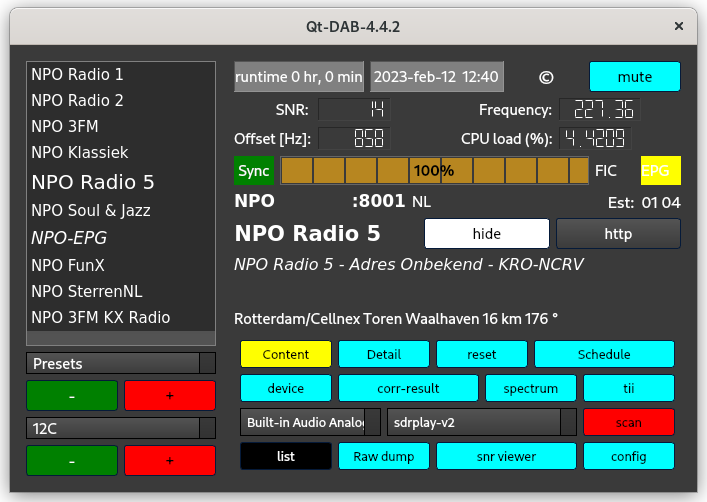 Qt-DAB-4.4.2
×
NPO Radio 1
NPO Radio 2
NPO 3FM
NPO Klassiek
NPO Radio 5
NPO Soul & Jazz
NPO-EPG
NPO FunX
NPO SterrenNL
NPO 3FM KX Radio
Presets
- +
12C
- +
runtime 0 hr, 0 min 2023-feb-12 12:40 © mute
SNR: 14 Frequency: 227.36
Offset [Hz]: 858 CPU load (%): 4.4209
Sync 100% FIC EPG
NPO :8001 NL Est: 01 04
NPO Radio 5 hide http
NPO Radio 5 - Adres Onbekend - KRO-NCRV
Rotterdam/Cellnex Toren Waalhaven 16 km 176 °
Content Detail reset Schedule
device corr-result spectrum tii
Built-in Audio Analo sdrplay-v2 scan
list Raw dump snr viewer config